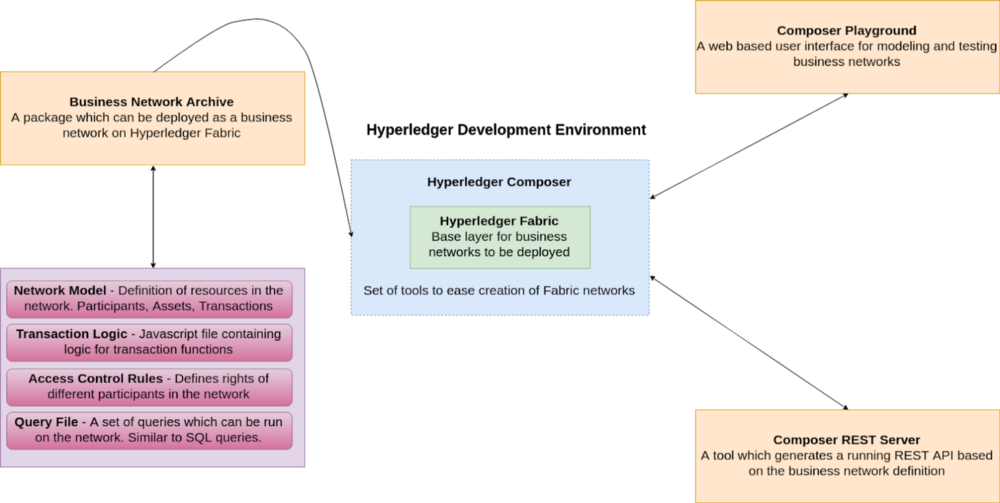 Composer Playground
A web based user interface for modeling and testing
business networks
Business Network Archive
A package which can be deployed as a business
network on Hyperledger Fabric
Hyperledger Development Environment
Hyperledger Composer
Hyperledger Fabric
Base layer for business
networks to be deployed
Set of tools to ease creation of Fabric networks
Network Model - Definition of resources in the
network. Participants, Assets, Transactions
Transaction Logic - Javascript file containing
logic for transaction functions
Access Control Rules - Defines rights of
different participants in the network
Query File - A set of queries which can be run
on the network. Similar to SQL queries.
Composer REST Server
A tool which generates a running REST API based
on the business network definition